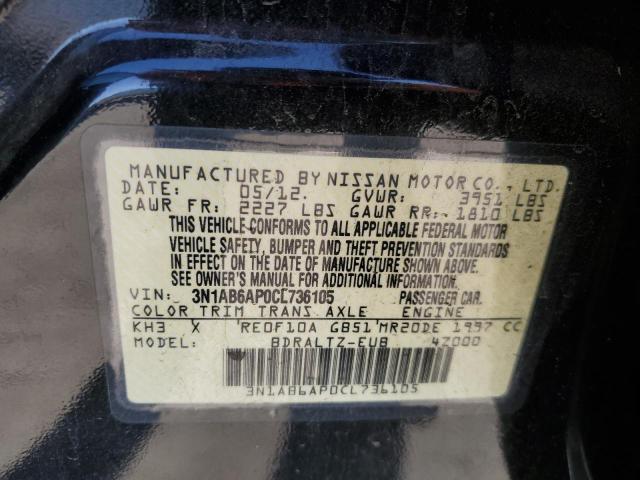 MANUFACTURED BY NISSAN MOTOR CO., LTD.
DATE: 05/12. GVWR: 3951 LBS
GAWR FR: 2227 LBS GAWR RR: 1810 LBS
THIS VEHICLE CONFORMS TO ALL APPLICABLE FEDERAL MOTOR
VEHICLE SAFETY, BUMPER AND THEFT PREVENTION STANDARDS
IN EFFECT ON THE DATE OF MANUFACTURE SHOWN ABOVE.
SEE OWNER'S MANUAL FOR ADDITIONAL INFORMATION.
VIN: 3N1AB6AP0CL736105 PASSENGER CAR.
COLOR TRIM TRANS AXLE ENGINE
KH3 X RE0F10A GB51 MR20DE 1997 CC
MODEL: BDRALTZ-EUB 4Z000
3N1AB6AP0CL736105